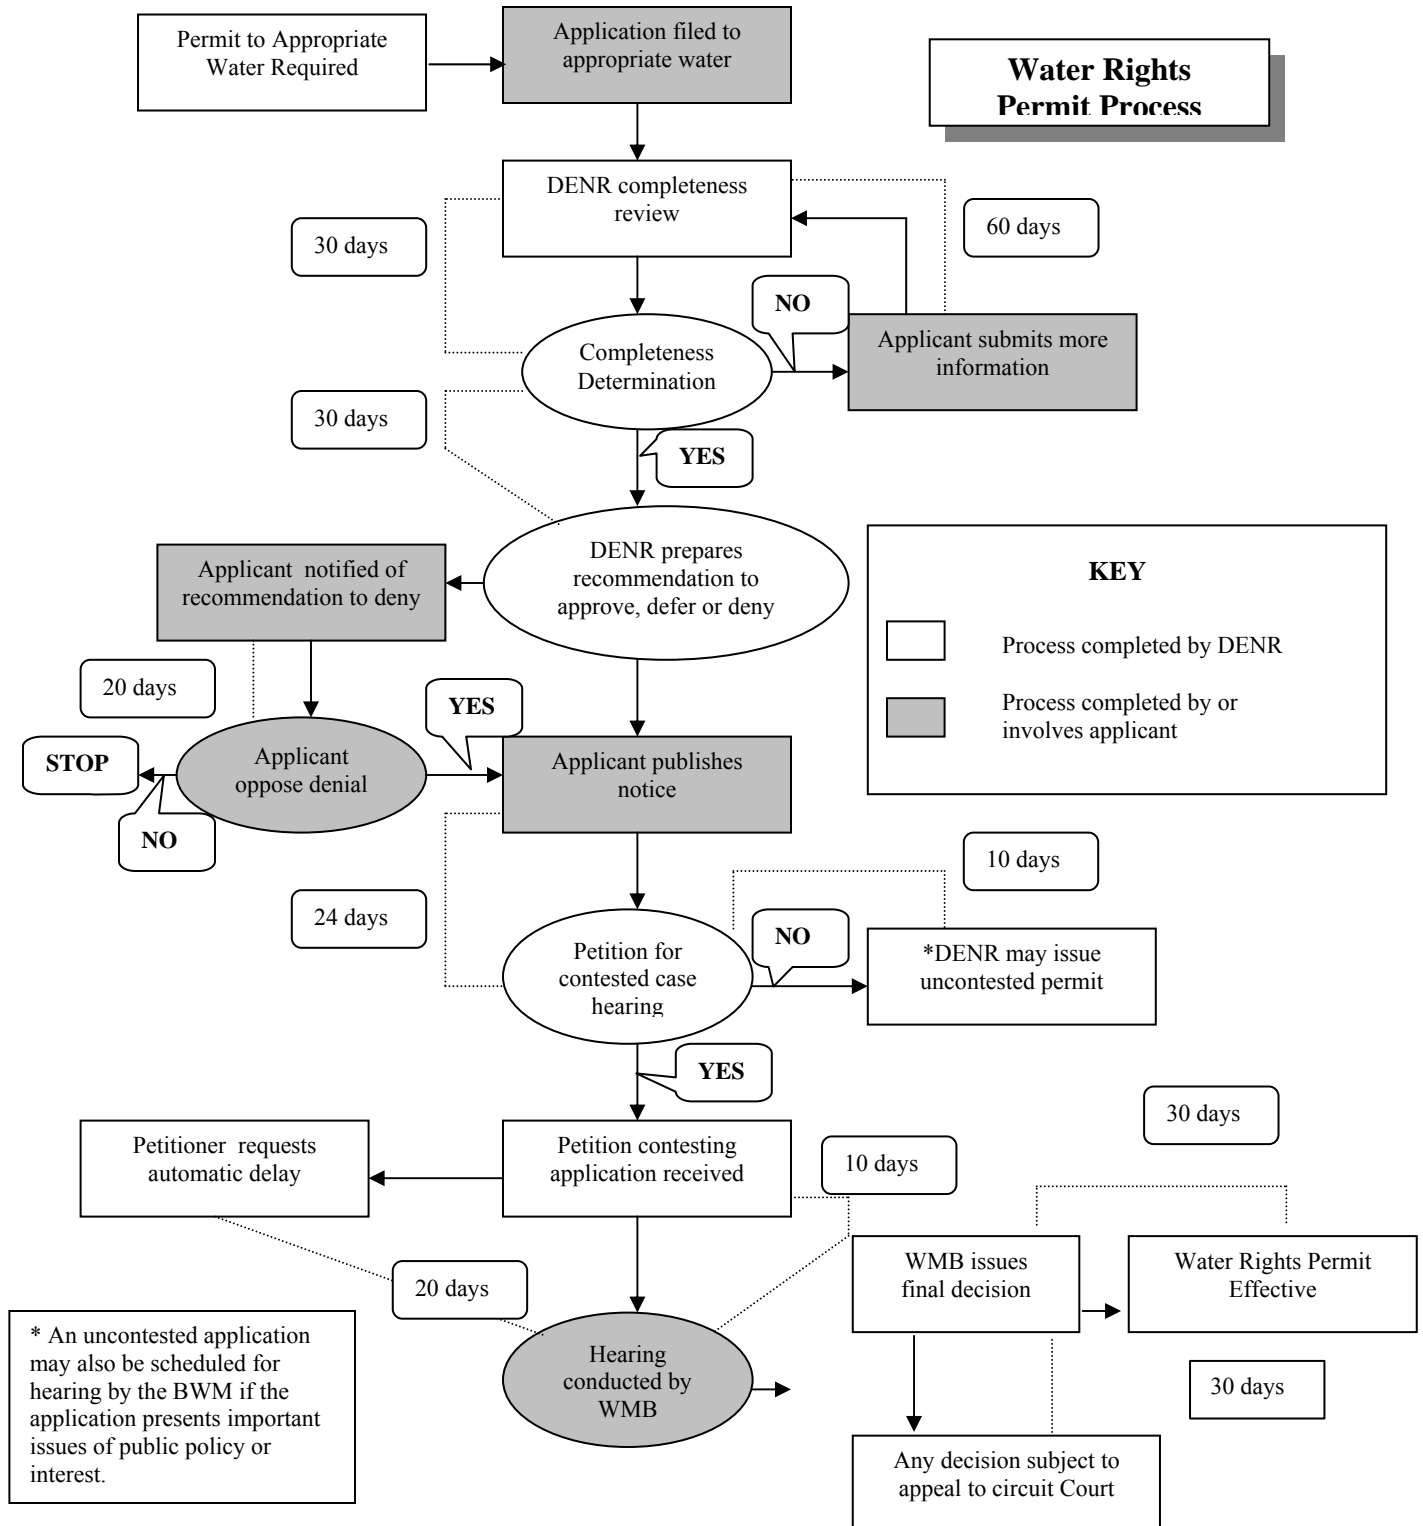 Permit to Appropriate
Water Required
Application filed to
appropriate water
Water Rights
Permit Process
DENR completeness
review
30 days
60 days
NO
Completeness
Determination
Applicant submits more
information
30 days
YES
DENR prepares
recommendation to
approve, defer or deny
Applicant  notified of
recommendation to deny
KEY
Process completed by DENR
Process completed by or
involves applicant
20 days
YES
STOP
Applicant
oppose denial
NO
Applicant publishes
notice
10 days
24 days
NO
Petition for
contested case
hearing
*DENR may issue
uncontested permit
YES
30 days
Petitioner  requests
automatic delay
Petition contesting
application received
10 days
WMB issues
final decision
Water Rights Permit
Effective
20 days
* An uncontested application
may also be scheduled for
hearing by the BWM if the
application presents important
issues of public policy or
interest.
Hearing
conducted by
WMB
30 days
Any decision subject to
appeal to circuit Court